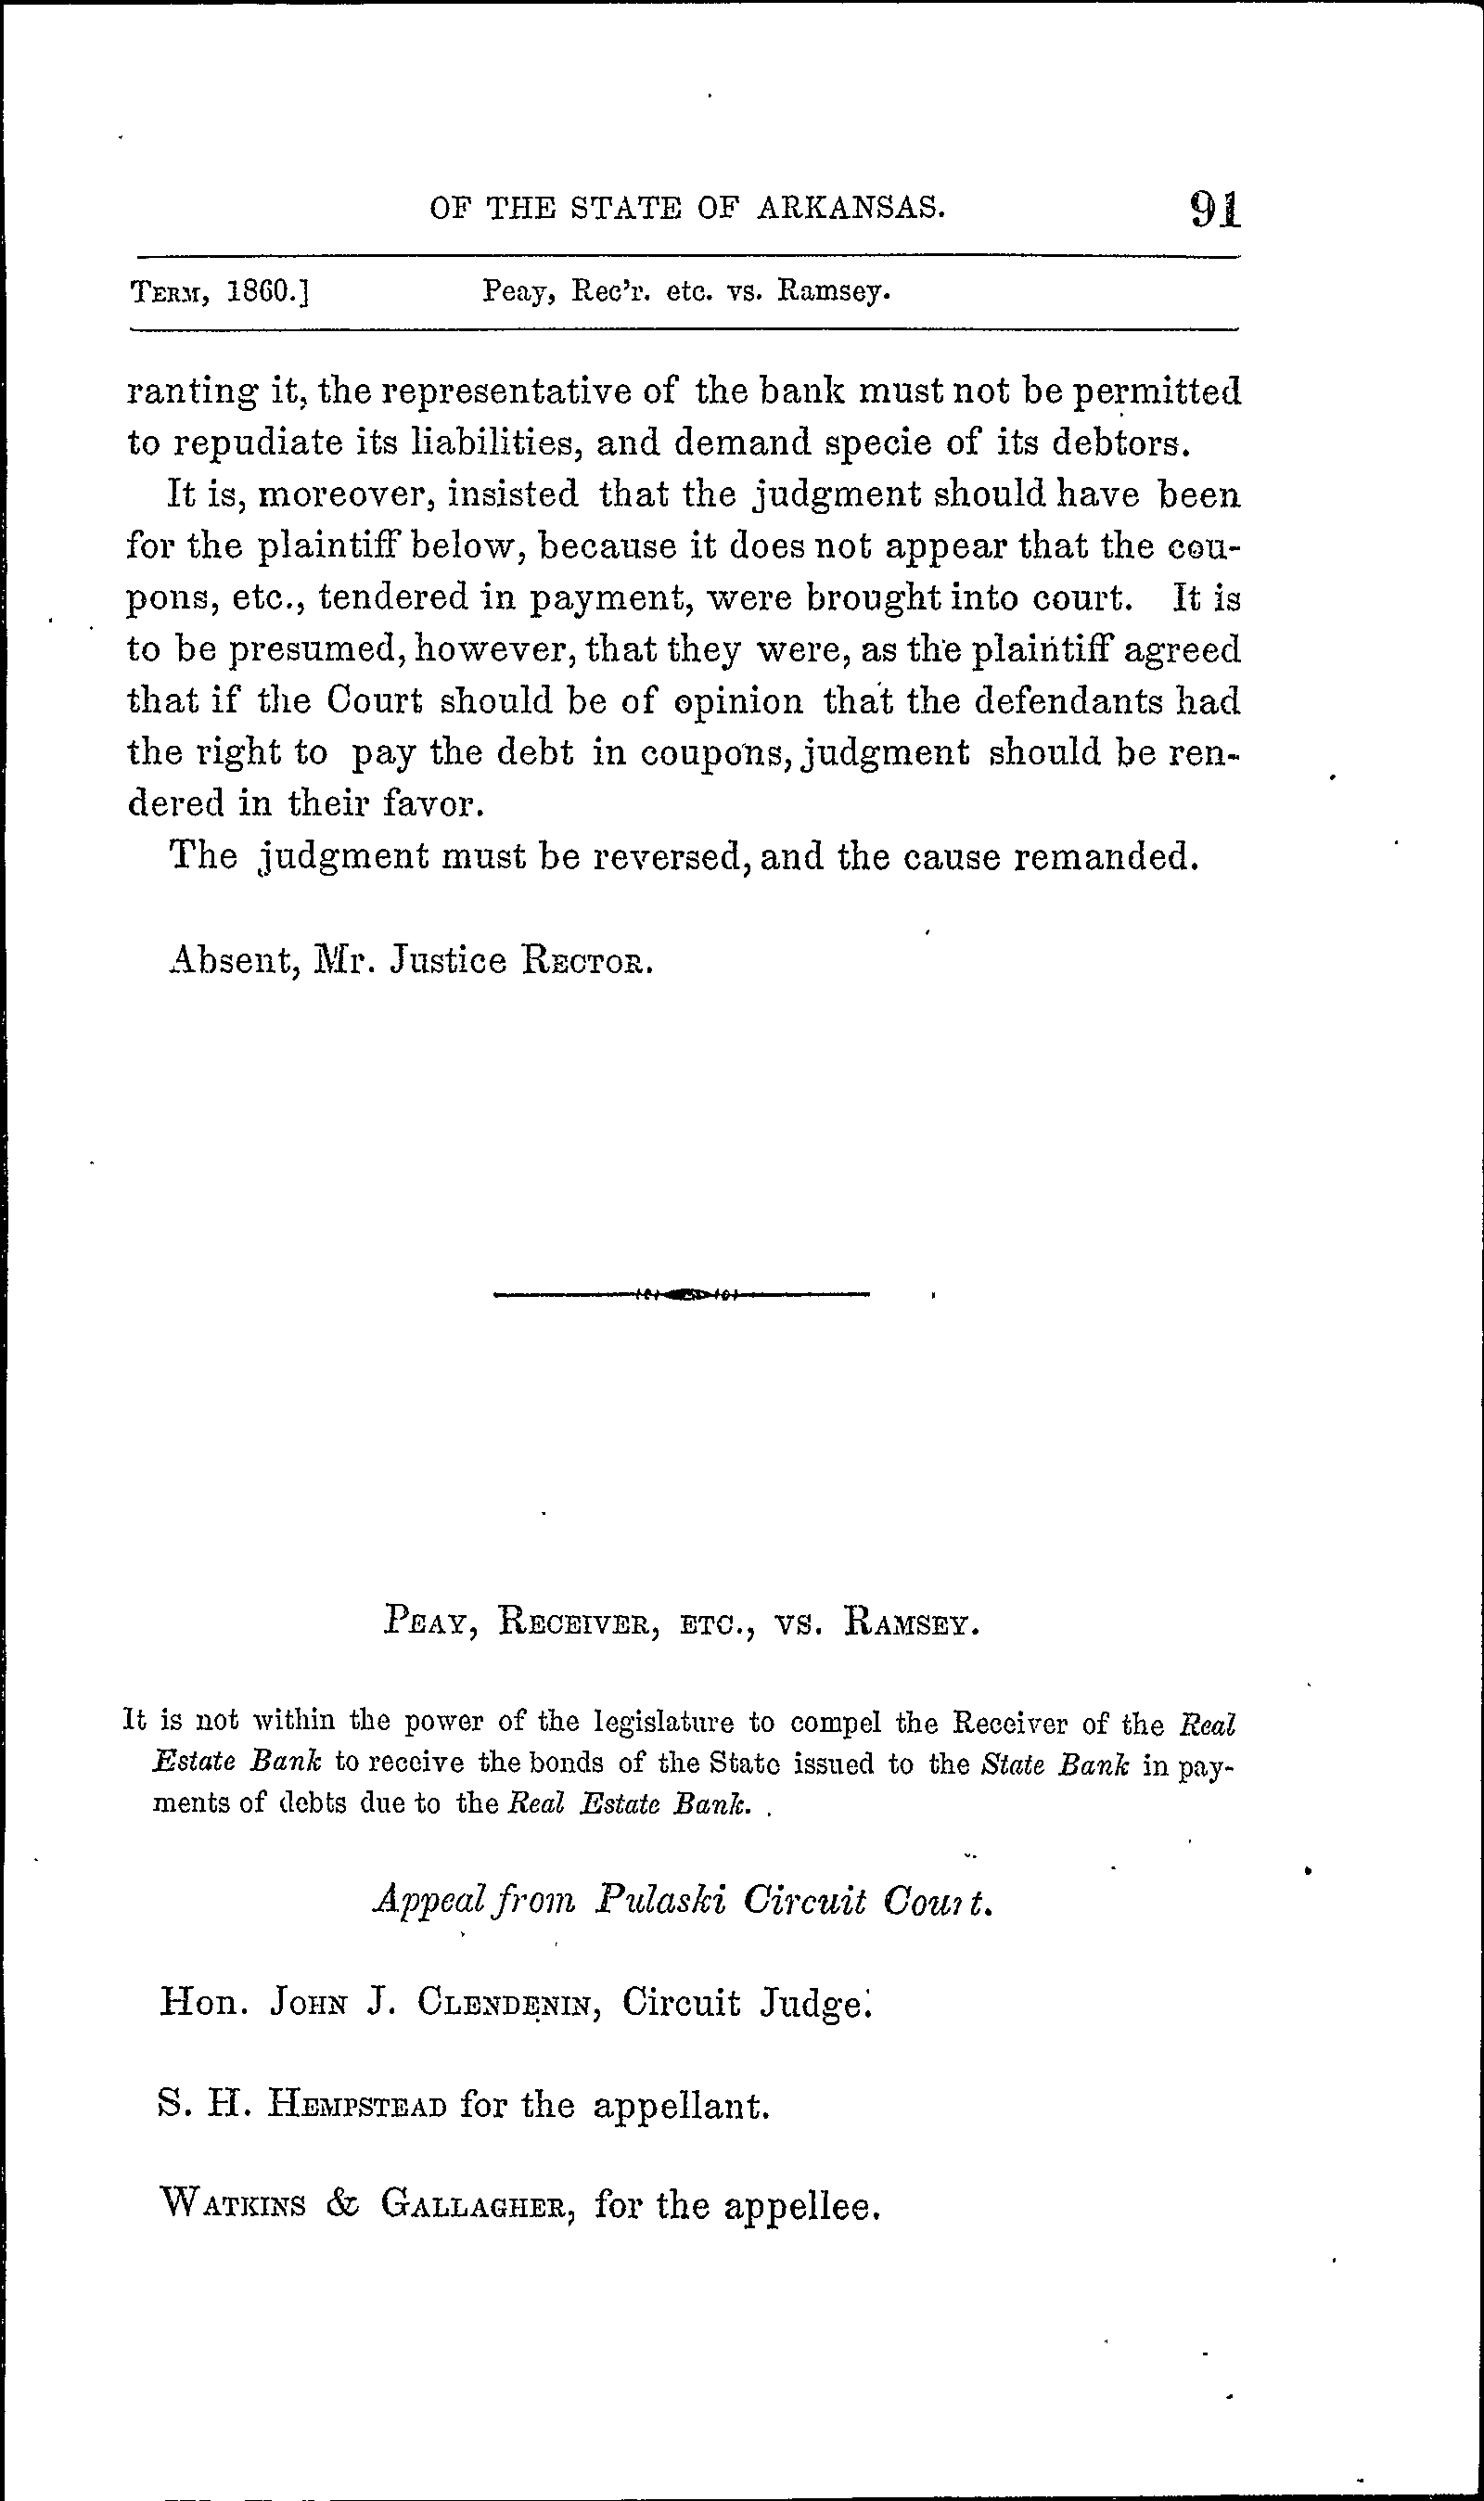 OF THE STATE OF ARKANSAS. 91
TERM, 1860.] Peay, Rec'r. etc. vs. Ramsey.
ranting it, the representative of the bank must not be permitted
to repudiate its liabilities, and demand specie of its debtors.
It is, moreover, insisted that the judgment should have been
for the plaintiff below, because it does not appear that the cou-
pons, etc., tendered in payment, were brought into court. It is
to be presumed, however, that they were, as the plaintiff agreed
that if the Court should be of opinion that the defendants had
the right to pay the debt in coupons, judgment should be ren-
dered in their favor.
The judgment must be reversed, and the cause remanded.
Absent, Mr. Justice RECTOR.
PEAY, RECEIVER, ETC., VS. RAMSEY.
It is not within the power of the legislature to compel the Receiver of the Real
Estate Bank to receive the bonds of the State issued to the State Bank in pay-
ments of debts due to the Real Estate Bank.
Appeal from Pulaski Circuit Court.
Hon. JOHN J. CLENDENIN, Circuit Judge.
S. H. HEMPSTEAD for the appellant.
WATKINS & GALLAGHER, for the appellee.